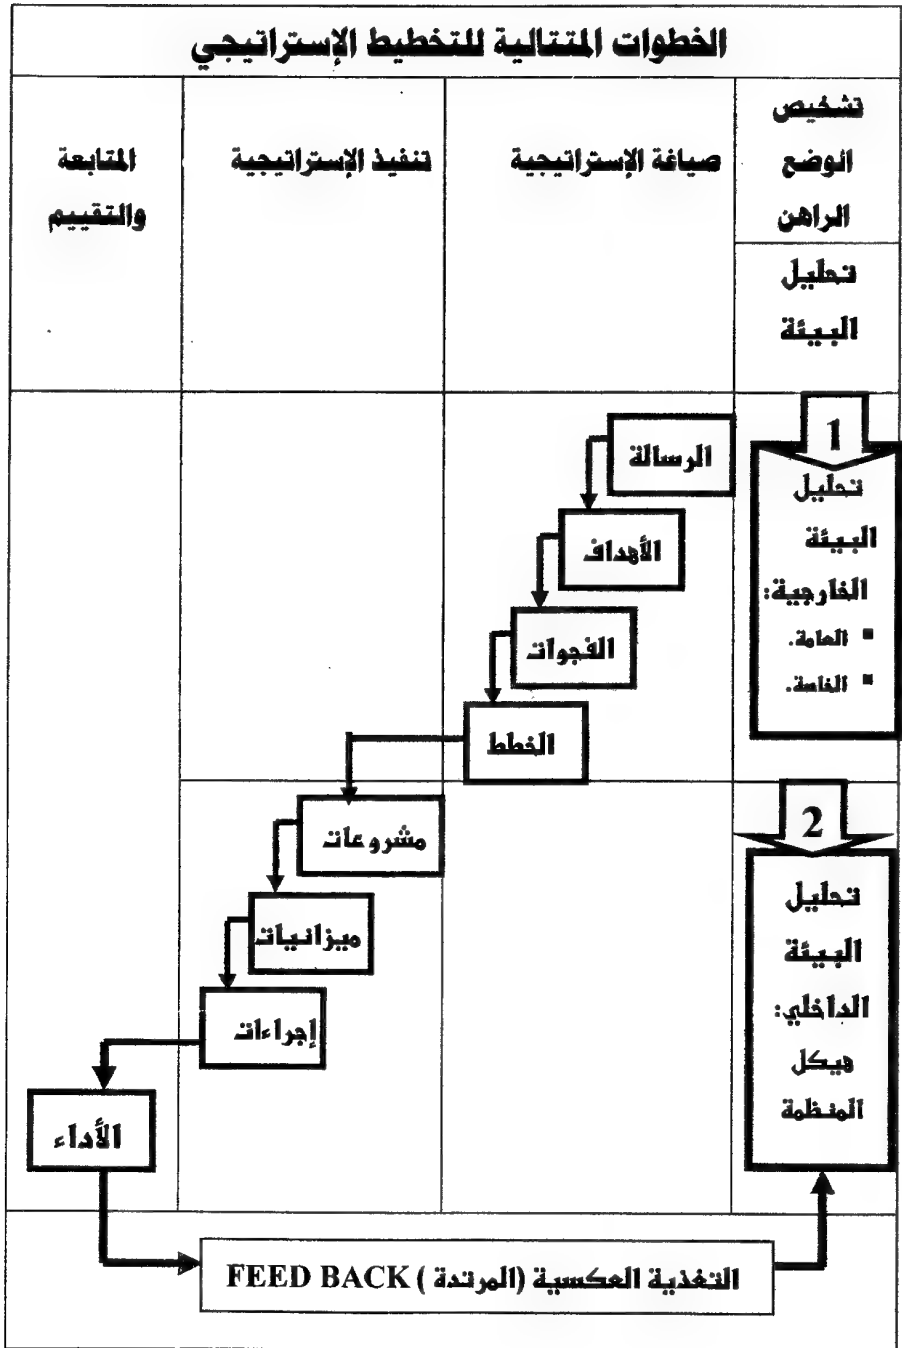 الخطوات المتتالية للتخطيط الإستراتيجي
تشخيص
الوضع
الراهن
تحليل
البيئة
صياغة الإستراتيجية
تنفيذ الإستراتيجية
المتابعة
والتقييم
1
تحليل
البيئة
الخارجية:
▪ العامة.
▪ الخاصة.
الرسالة
الأهداف
الفجوات
الخطط
مشروعات
ميزانيات
إجراءات
الأداء
2
تحليل
البيئة
الداخلي:
هيكل
المنظمة
التغذية العكسية (المرتدة ) FEED BACK